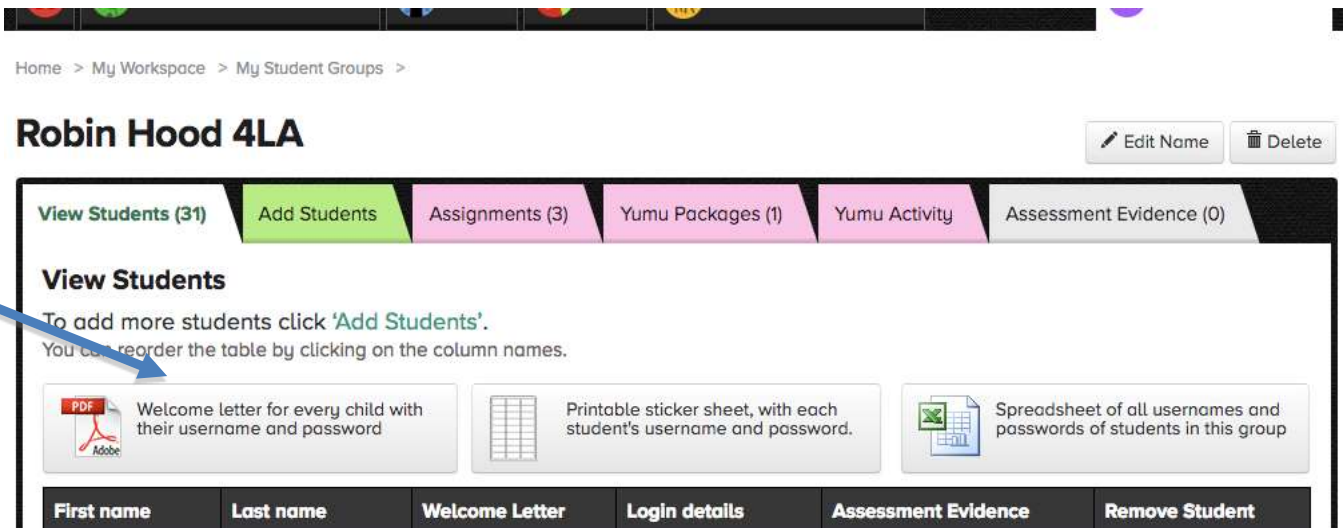 Home > My Workspace > My Student Groups >
Robin Hood 4LA
Edit Name
Delete
View Students (31)
Add Students
Assignments (3)
Yumu Packages (1)
Yumu Activity
Assessment Evidence (0)
View Students
To add more students click 'Add Students'.
You can reorder the table by clicking on the column names.
PDF
Adobe
Welcome letter for every child with
their username and password
Printable sticker sheet, with each
student's username and password.
Spreadsheet of all usernames and
passwords of students in this group
First name Last name Welcome Letter Login details Assessment Evidence Remove Student